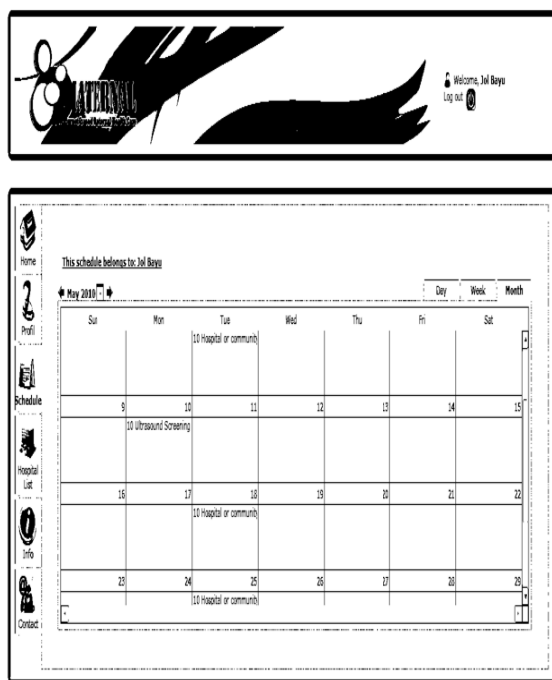 Welcome, Jol Bayu
Log out
Home
Profil
Schedule
Hospital
List
Info
Contact
This schedule belongs to: Jol Bayu
May 2010
Day Week Month
Sun Mon Tue Wed Thu Fri Sat
10 Hospital or community
9 10 11 12 13 14 15
10 Ultrasound Screening
16 17 18 19 20 21 22
10 Hospital or community
23 24 25 26 27 28 29
10 Hospital or community